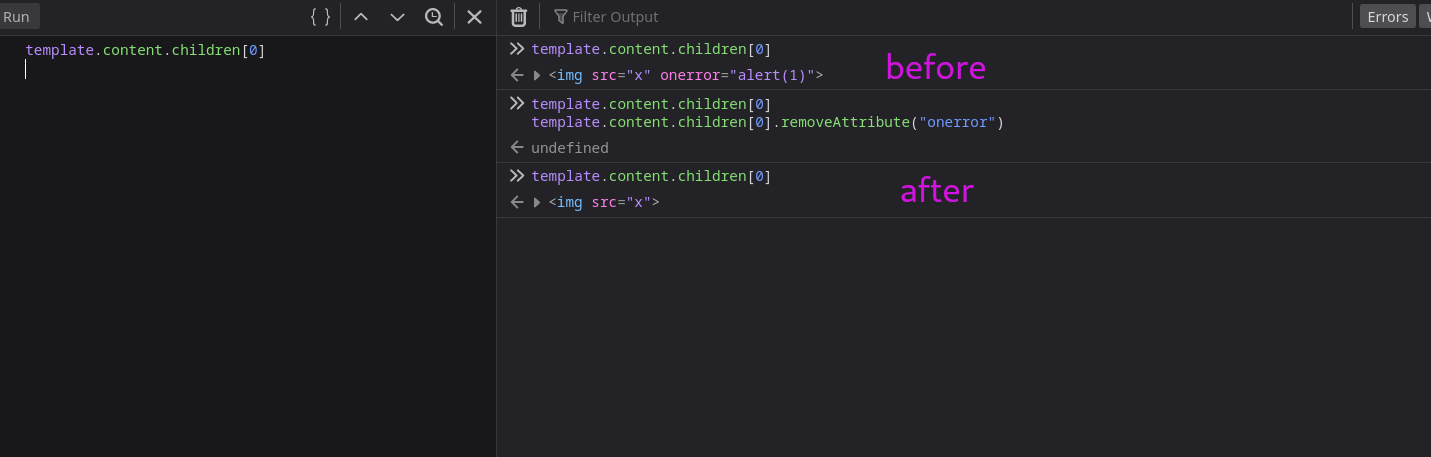 Run
{ }
template.content.children[0]
Filter Output
Errors
template.content.children[0]
<img src="x" onerror="alert(1)">
before
template.content.children[0]
template.content.children[0].removeAttribute("onerror")
undefined
template.content.children[0]
after
<img src="x">